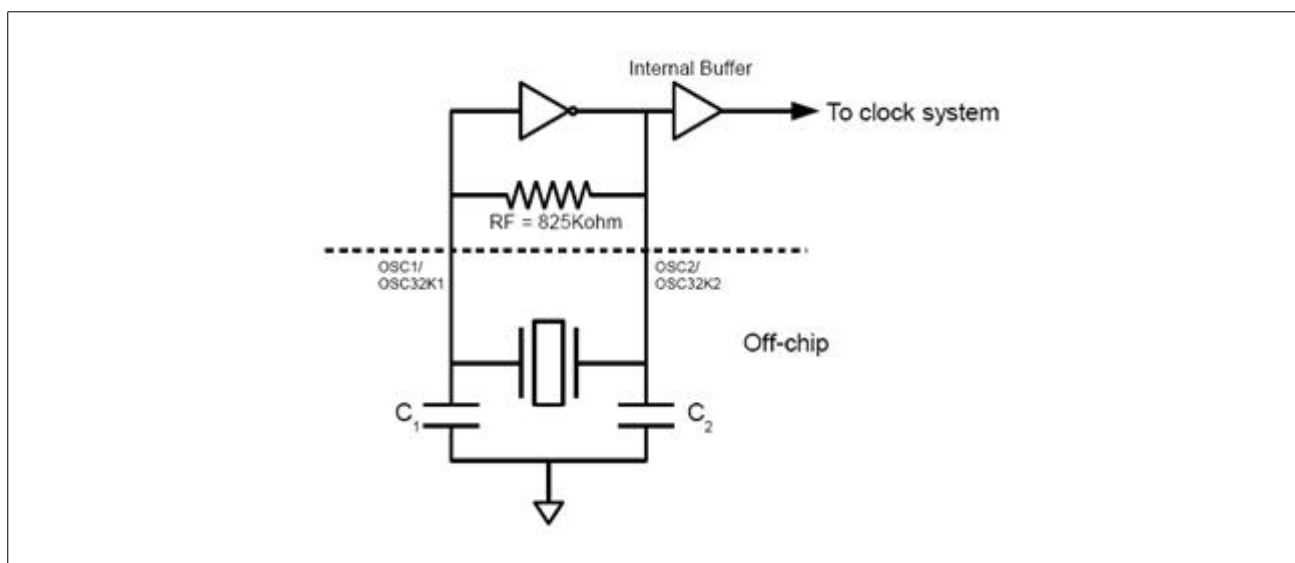 Internal Buffer
To clock system
RF = 825Kohm
OSC1/
OSC32K1
OSC2/
OSC32K2
Off-chip
C₁
C₂